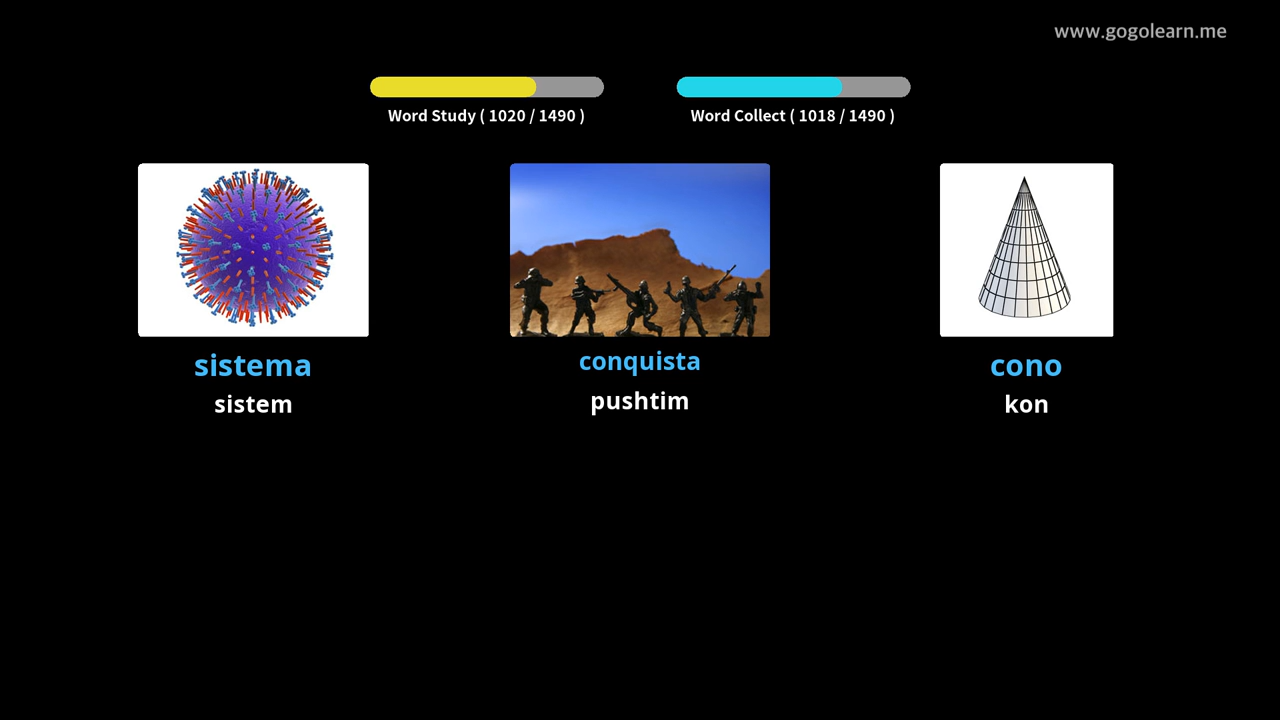 www.gogolearn.me
Word Study ( 1020 / 1490 )
Word Collect ( 1018 / 1490 )
sistema
sistem
conquista
pushtim
cono
kon